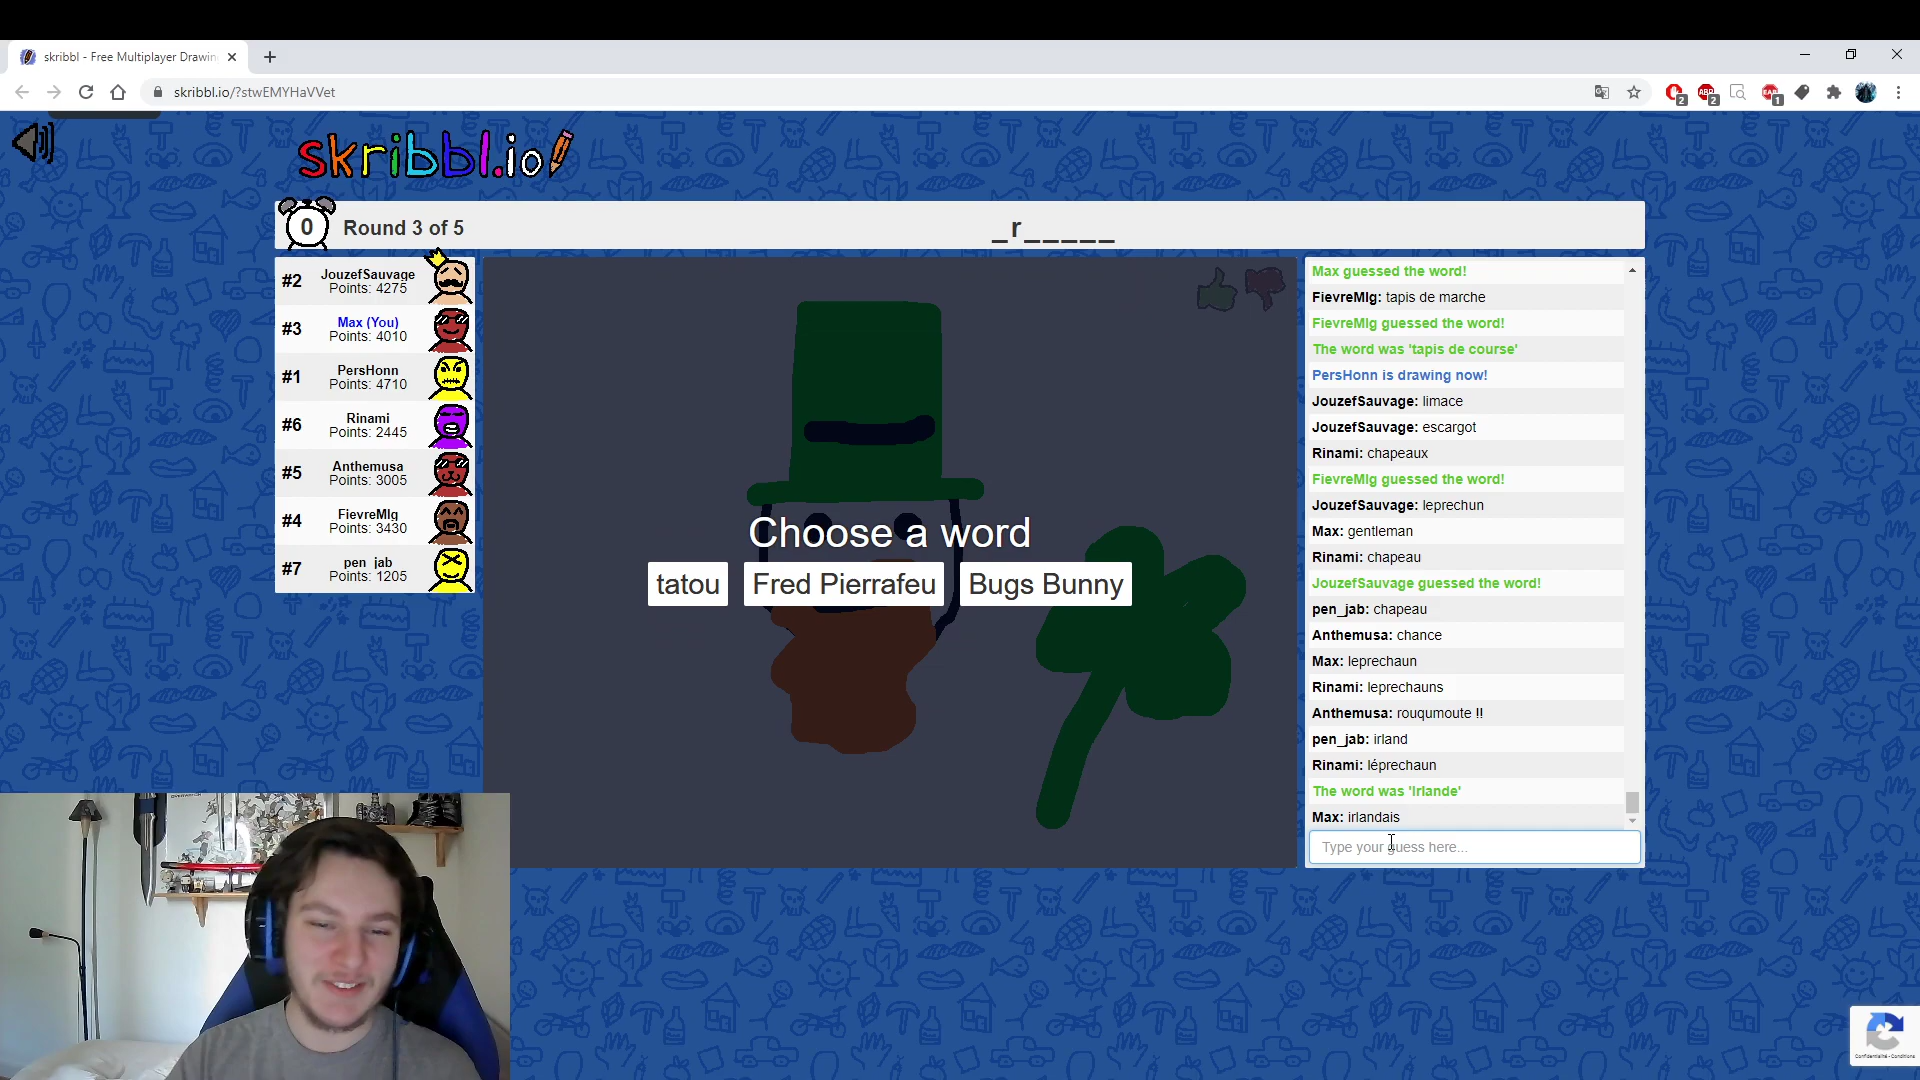 skribbl - Free Multiplayer Drawin
skribbl.io/?stwEMYHaVVet
2
2
1
skribbl.io
0
Round 3 of 5
_r_____
#2
JouzefSauvage
Points: 4275
#3
Max (You)
Points: 4010
#1
PersHonn
Points: 4710
#6
Rinami
Points: 2445
#5
Anthemusa
Points: 3005
#4
FievreMlg
Points: 3430
#7
pen_jab
Points: 1205
Choose a word
tatou
Fred Pierrafeu
Bugs Bunny
Max guessed the word!
FievreMlg: tapis de marche
FievreMlg guessed the word!
The word was 'tapis de course'
PersHonn is drawing now!
JouzefSauvage: limace
JouzefSauvage: escargot
Rinami: chapeaux
FievreMlg guessed the word!
JouzefSauvage: leprechun
Max: gentleman
Rinami: chapeau
JouzefSauvage guessed the word!
pen_jab: chapeau
Anthemusa: chance
Max: leprechaun
Rinami: leprechauns
Anthemusa: rouqumoute !!
pen_jab: irland
Rinami: léprechaun
The word was 'Irlande'
Max: irlandais
Type your guess here...
Confidentialité - Conditions